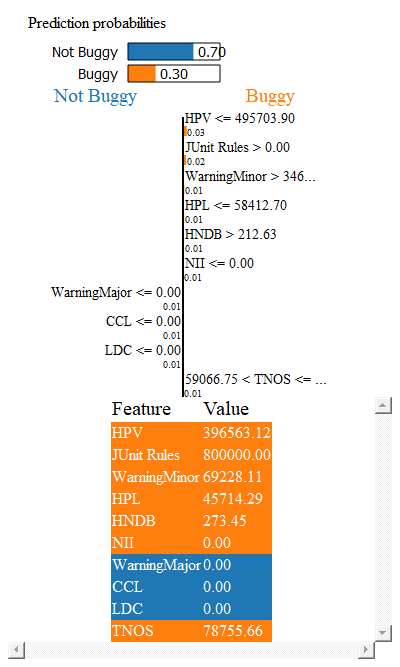 Prediction probabilities
Not Buggy 0.70
Buggy 0.30
Not Buggy Buggy
HPV <= 495703.90
0.03
JUnit Rules > 0.00
0.02
WarningMinor > 346...
0.01
HPL <= 58412.70
0.01
HNDB > 212.63
0.01
NII <= 0.00
0.01
WarningMajor <= 0.00
0.01
CCL <= 0.00
0.01
LDC <= 0.00
0.01
59066.75 < TNOS <= ...
0.01
Feature Value
HPV 396563.12
JUnit Rules 800000.00
WarningMinor 69228.11
HPL 45714.29
HNDB 273.45
NII 0.00
WarningMajor 0.00
CCL 0.00
LDC 0.00
TNOS 78755.66